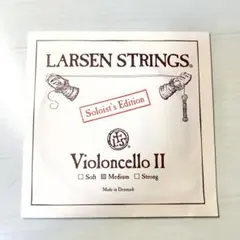 LARSEN STRINGS®
Soloist's Edition
Violoncello II
☐ Soft ☒ Medium ☐ Strong
Made in Denmark